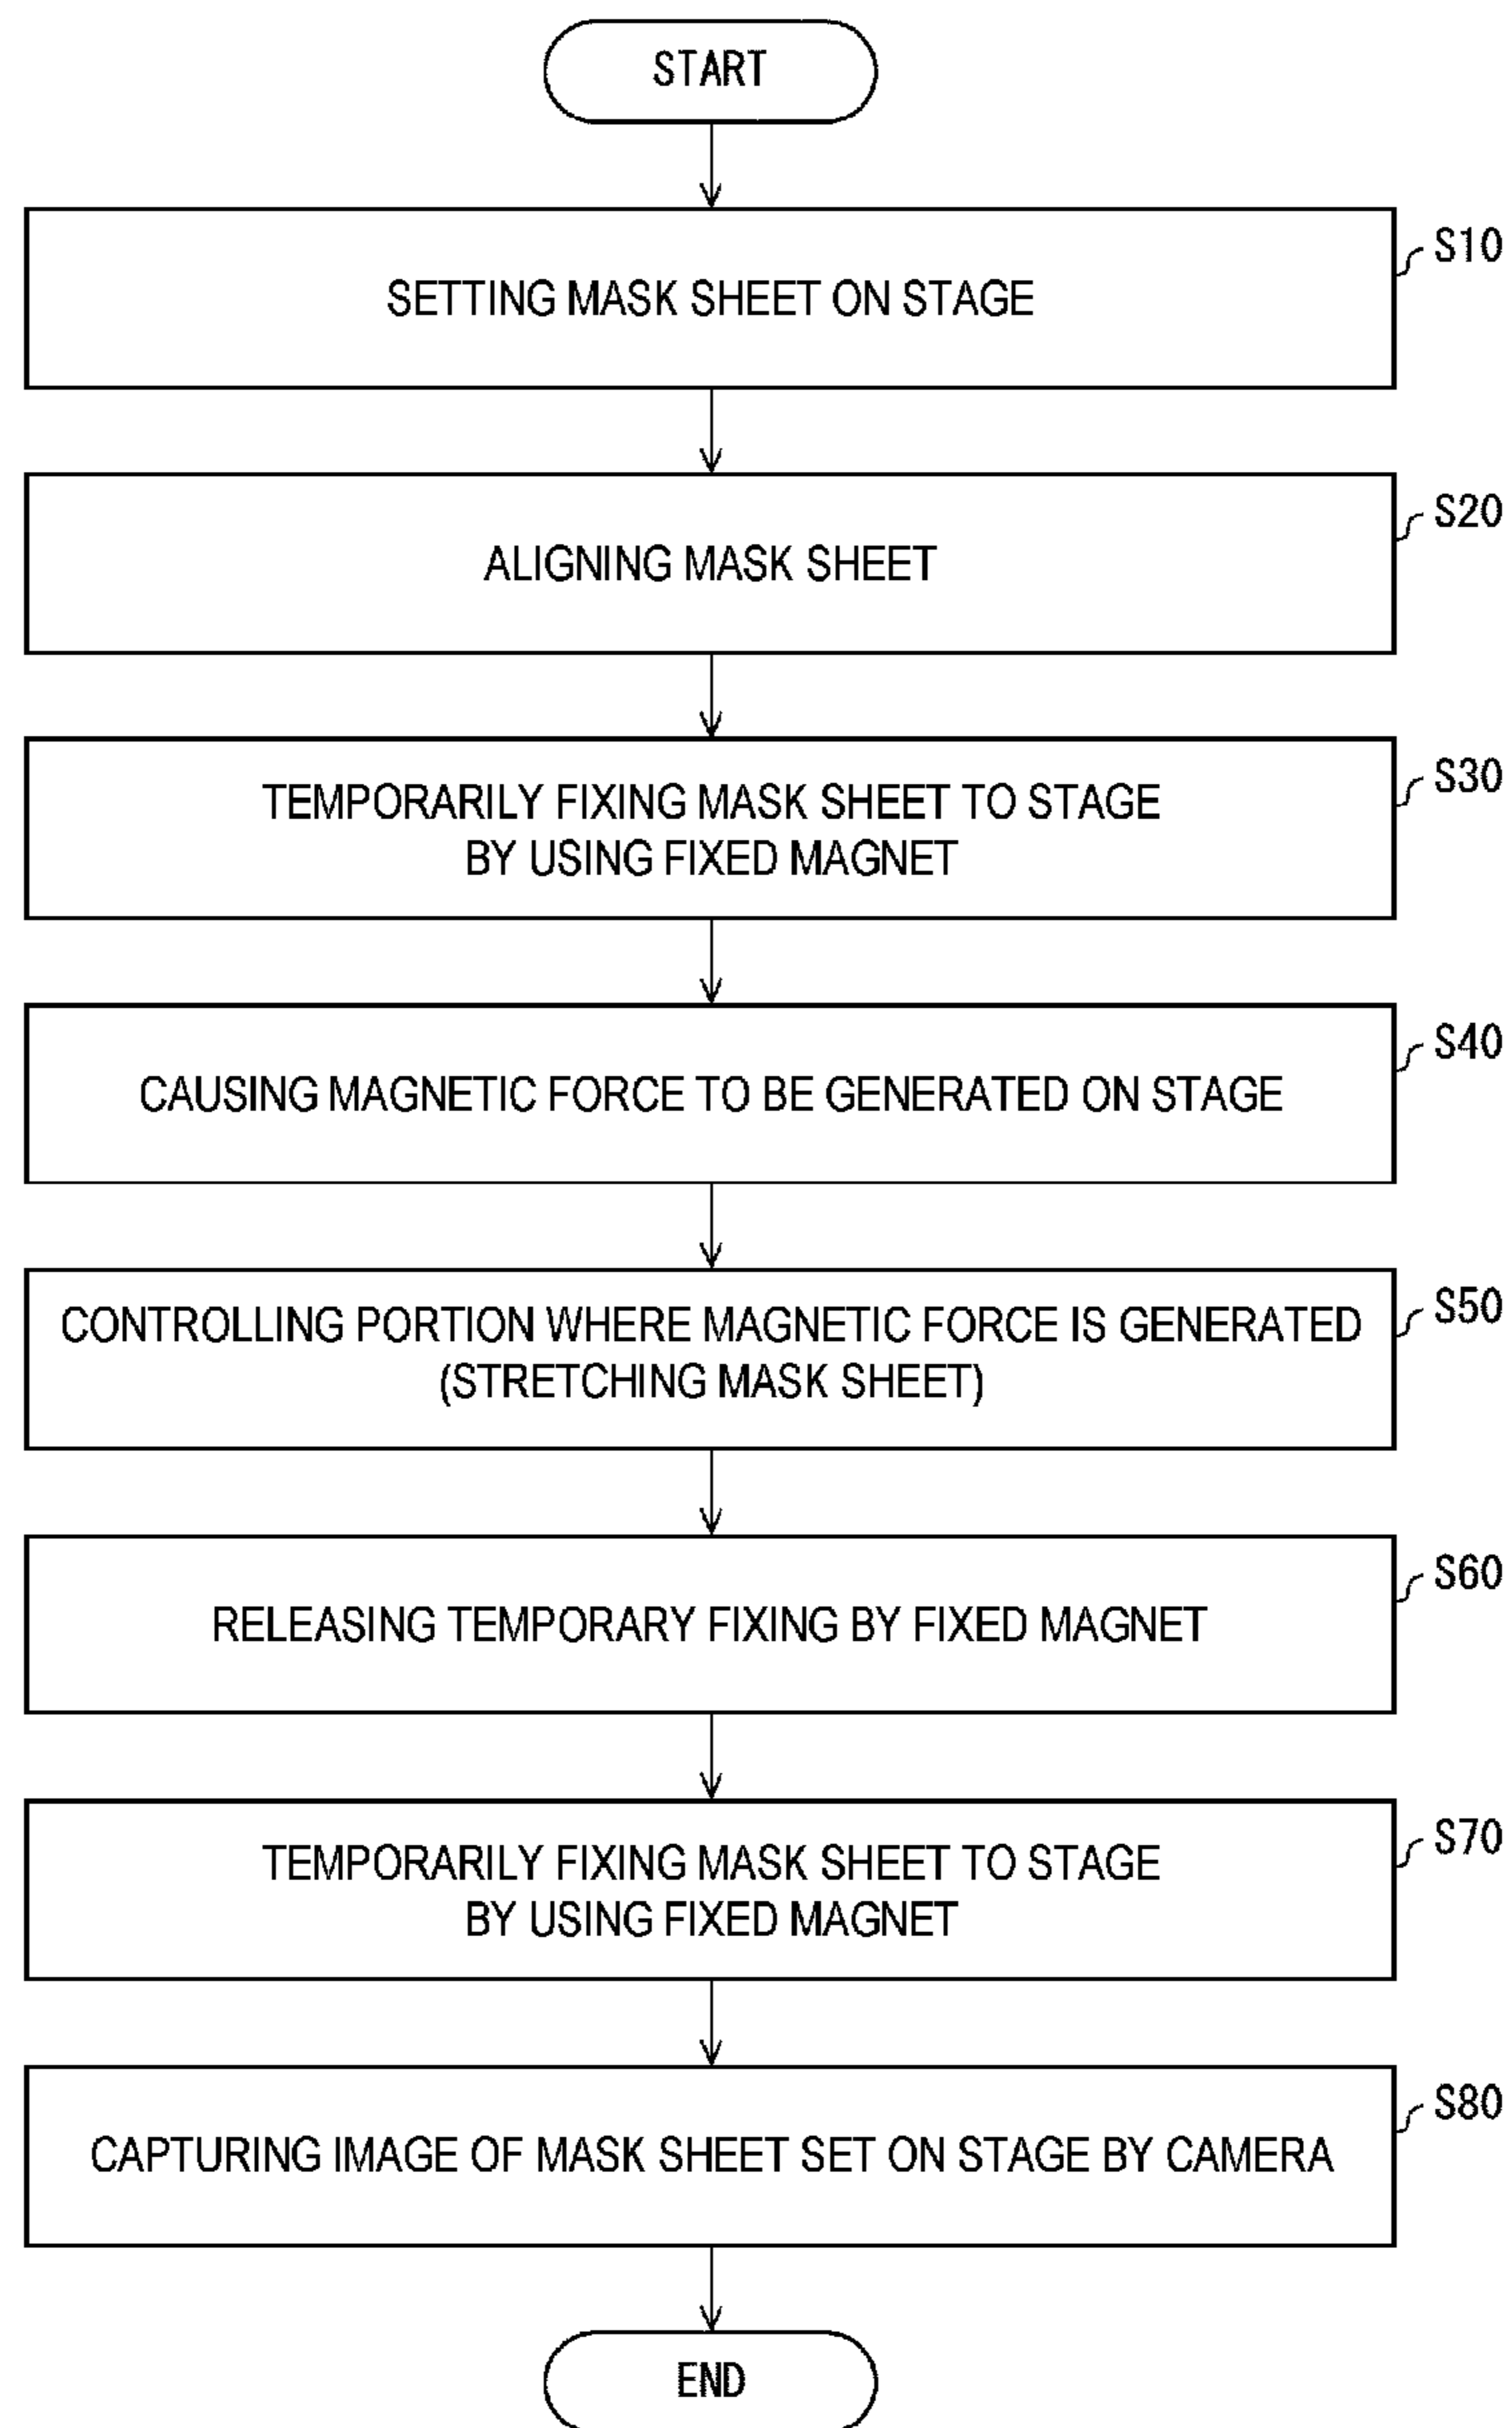 START
S10
SETTING MASK SHEET ON STAGE
S20
ALIGNING MASK SHEET
S30
TEMPORARILY FIXING MASK SHEET TO STAGE
BY USING FIXED MAGNET
S40
CAUSING MAGNETIC FORCE TO BE GENERATED ON STAGE
S50
CONTROLLING PORTION WHERE MAGNETIC FORCE IS GENERATED
(STRETCHING MASK SHEET)
S60
RELEASING TEMPORARY FIXING BY FIXED MAGNET
S70
TEMPORARILY FIXING MASK SHEET TO STAGE
BY USING FIXED MAGNET
S80
CAPTURING IMAGE OF MASK SHEET SET ON STAGE BY CAMERA
END